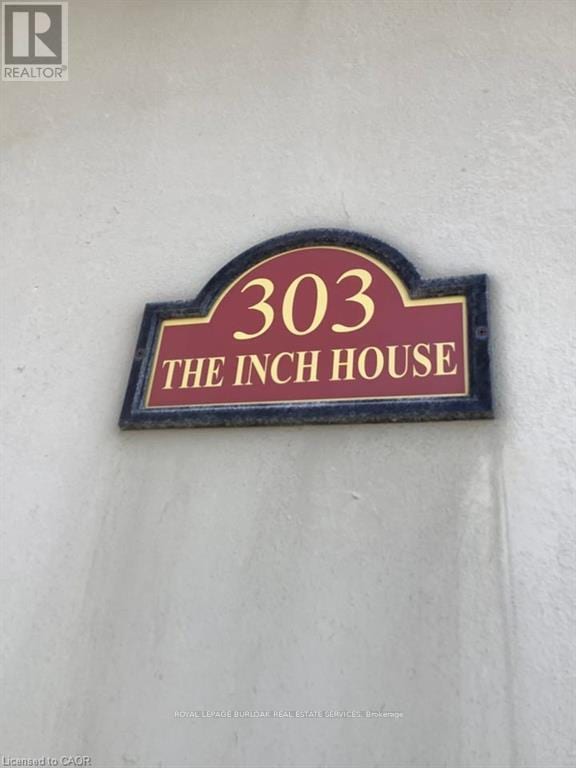 R
REALTOR®
303
THE INCH HOUSE
ROYAL LEPAGE BURLOAK REAL ESTATE SERVICES, Brokerage
Licensed to CAOR